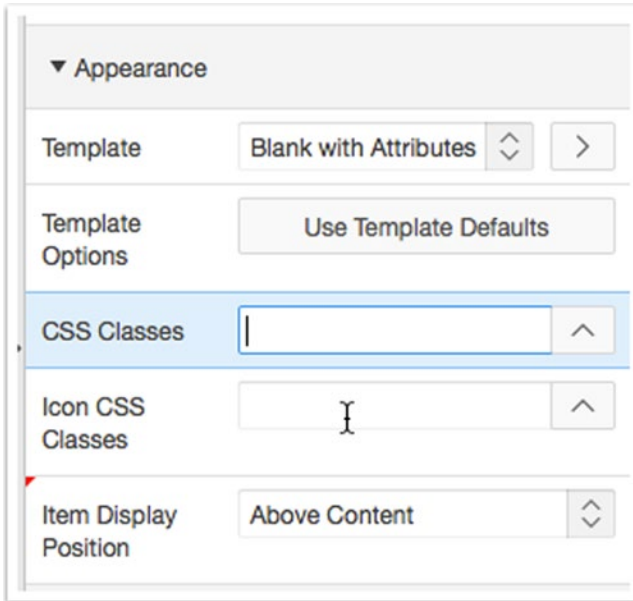 Appearance
Template
Blank with Attributes
Template
Options
Use Template Defaults
CSS Classes
Icon CSS
Classes
Item Display
Position
Above Content